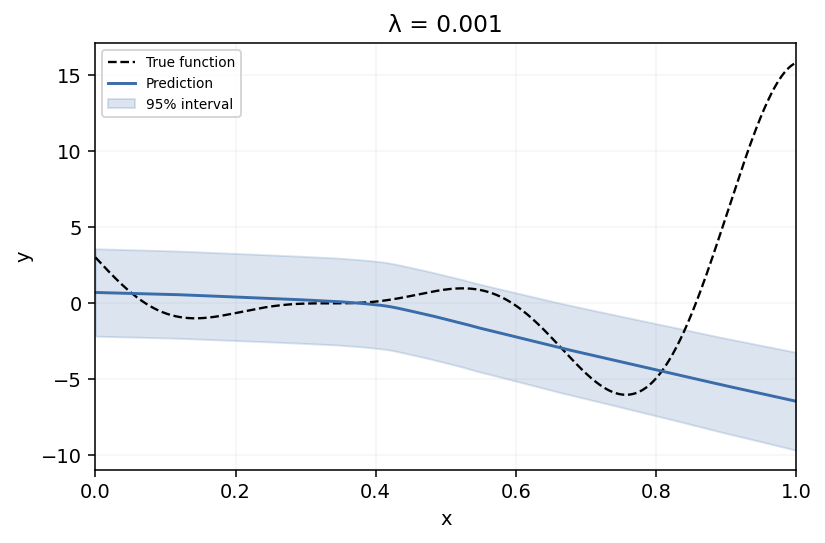 λ = 0.001
True function
Prediction
95% interval
y
15
10
5
0
−5
−10
0.0 0.2 0.4 0.6 0.8 1.0
x